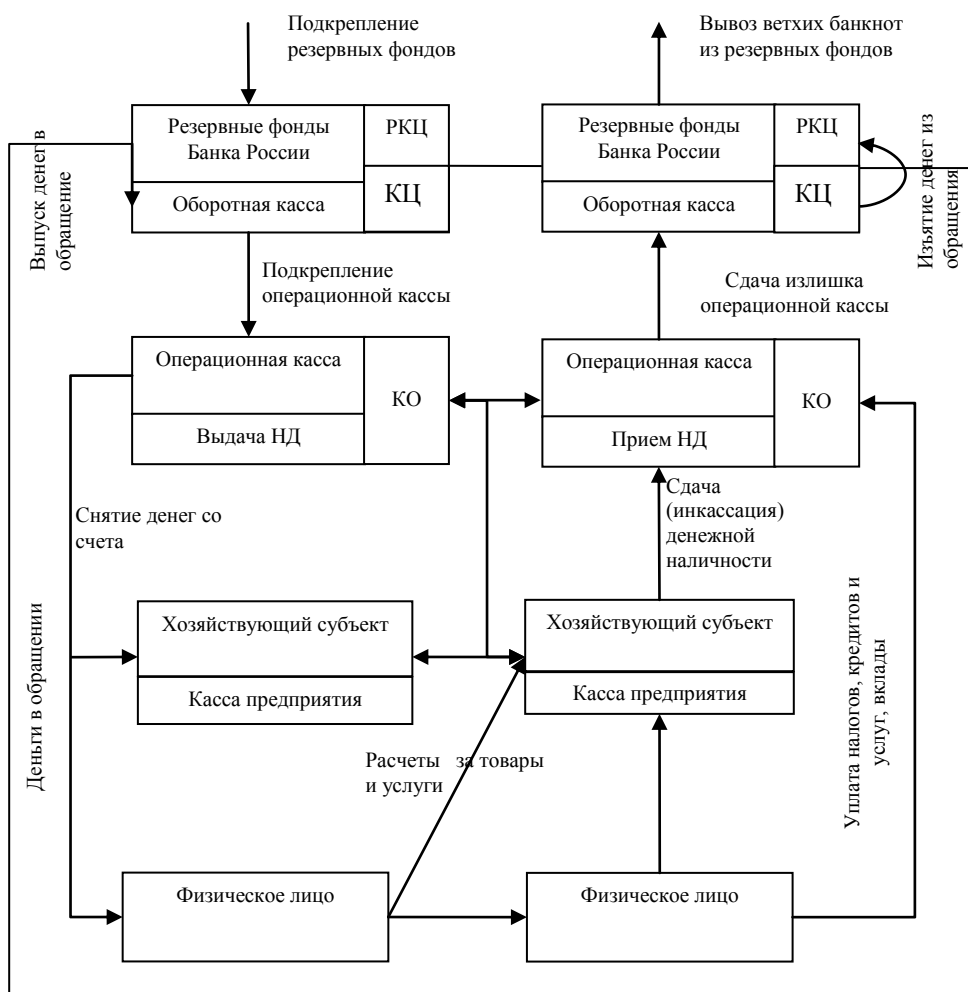 Подкрепление
резервных фондов
Вывоз ветхих банкнот
из резервных фондов
Выпуск денег в
обращение
Резервные фонды
Банка России
РКЦ
КЦ
Оборотная касса
Резервные фонды
Банка России
РКЦ
КЦ
Оборотная касса
Изъятие денег из
обращения
Подкрепление
операционной кассы
Сдача излишка
операционной кассы
Операционная касса
КО
Выдача НД
Операционная касса
КО
Прием НД
Снятие денег со
счета
Сдача
(инкассация)
денежной
наличности
Деньги в обращении
Хозяйствующий субъект
Касса предприятия
Хозяйствующий субъект
Касса предприятия
Уплата налогов, кредитов и
услуг, вклады
Расчеты за товары
и услуги
Физическое лицо
Физическое лицо